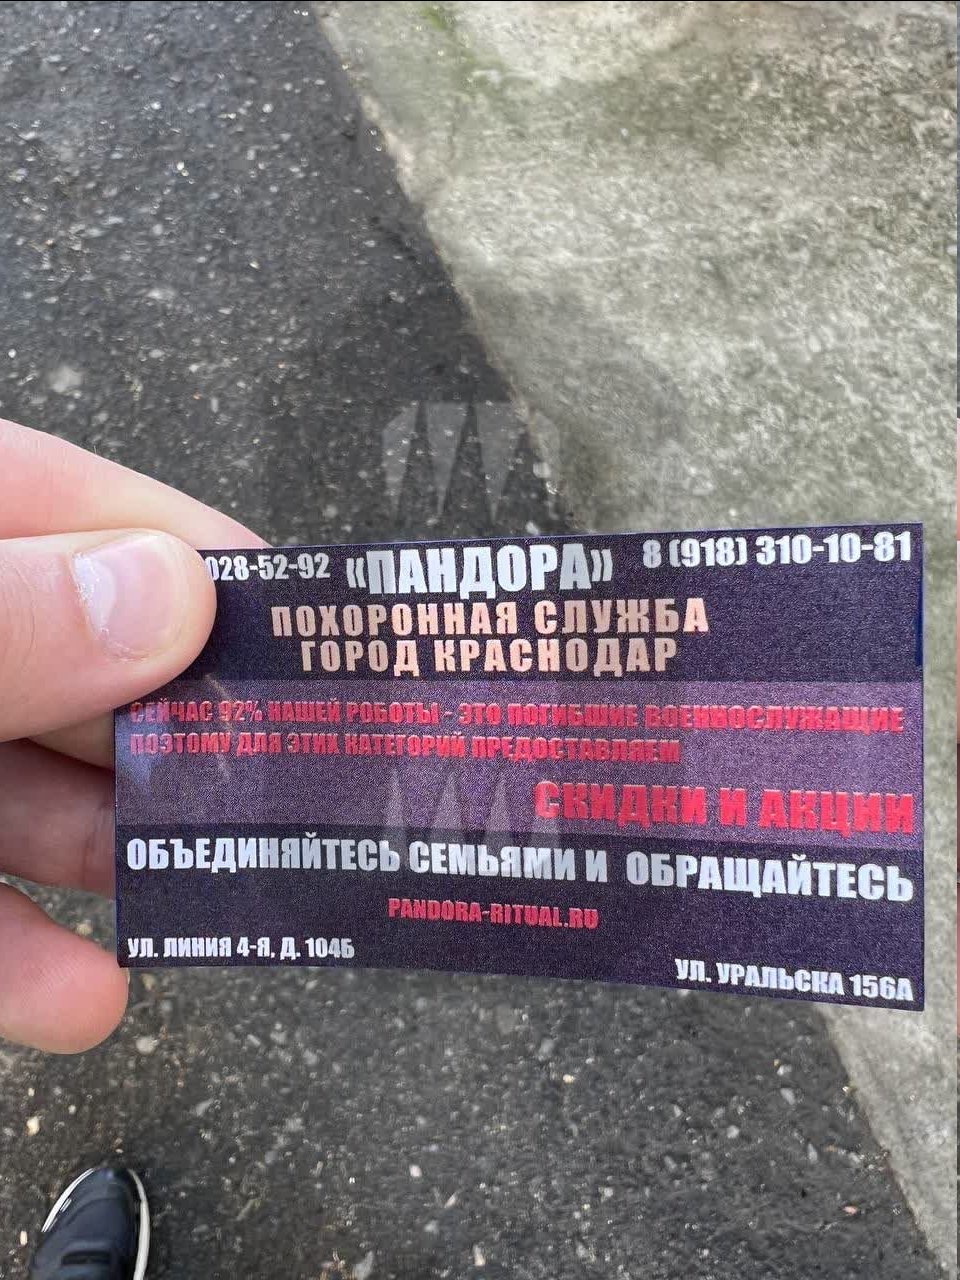 028-52-92 «ПАНДОРА» 8 (918) 310-10-81
ПОХОРОННАЯ СЛУЖБА
ГОРОД КРАСНОДАР
СЕЙЧАС 92% НАШЕЙ РОБОТЫ - ЭТО ПОГИБШИЕ ВОЕННОСЛУЖАЩИЕ
ПОЭТОМУ ДЛЯ ЭТИХ КАТЕГОРИЙ ПРЕДОСТАВЛЯЕМ
СКИДКИ И АКЦИИ
ОБЪЕДИНЯЙТЕСЬ СЕМЬЯМИ И ОБРАЩАЙТЕСЬ
PANDORA-RITUAL.RU
УЛ. ЛИНИЯ 4-Я, Д. 104Б
УЛ. УРАЛЬСКА 156А